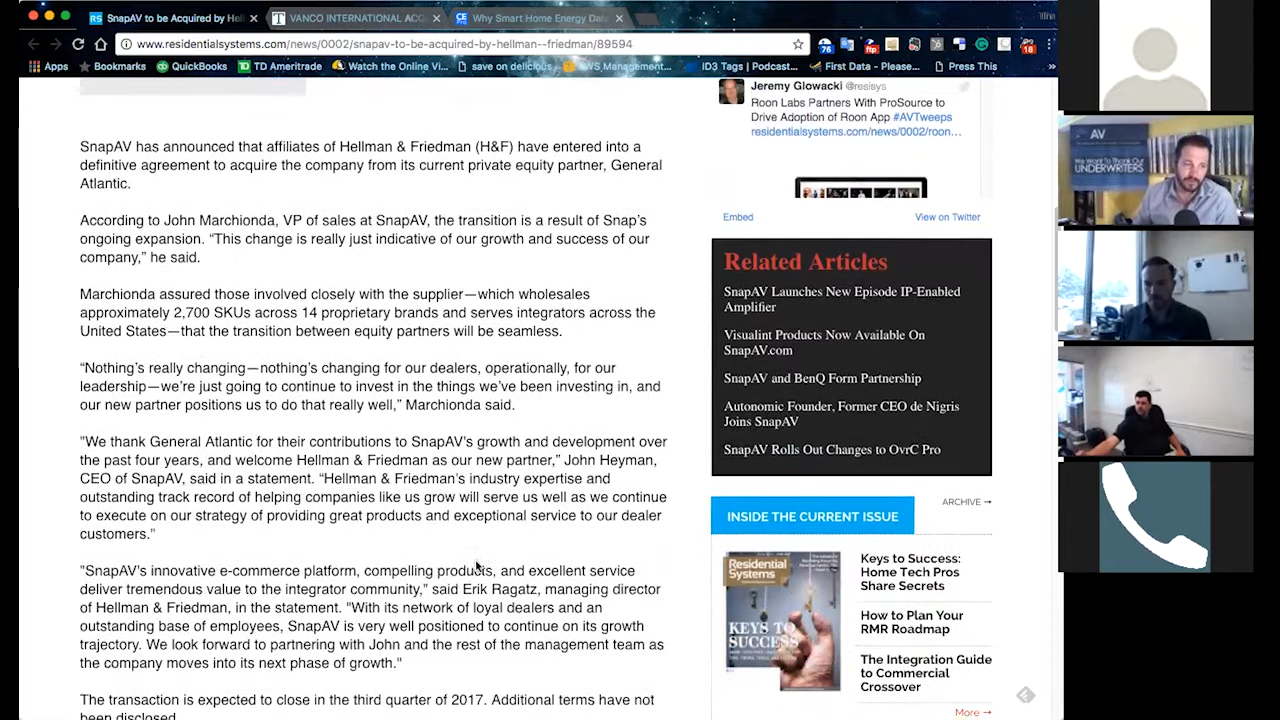 SnapAV to be Acquired by Hel
VANCO INTERNATIONAL ACQ
Why Smart Home Energy Data
www.residentialsystems.com/news/0002/snapav-to-be-acquired-by-hellman--friedman/89594
76
ftp
18
Apps
Bookmarks
QuickBooks
TD Ameritrade
Watch the Online Vi...
save on delicious
AWS Management...
ID3 Tags | Podcast...
First Data - Please...
Press This
SnapAV has announced that affiliates of Hellman & Friedman (H&F) have entered into a
definitive agreement to acquire the company from its current private equity partner, General
Atlantic.
According to John Marchionda, VP of sales at SnapAV, the transition is a result of Snap's
ongoing expansion. “This change is really just indicative of our growth and success of our
company,” he said.
Marchionda assured those involved closely with the supplier—which wholesales
approximately 2,700 SKUs across 14 proprietary brands and serves integrators across the
United States—that the transition between equity partners will be seamless.
“Nothing's really changing—nothing's changing for our dealers, operationally, for our
leadership—we're just going to continue to invest in the things we've been investing in, and
our new partner positions us to do that really well,” Marchionda said.
"We thank General Atlantic for their contributions to SnapAV's growth and development over
the past four years, and welcome Hellman & Friedman as our new partner,” John Heyman,
CEO of SnapAV, said in a statement. “Hellman & Friedman's industry expertise and
outstanding track record of helping companies like us grow will serve us well as we continue
to execute on our strategy of providing great products and exceptional service to our dealer
customers."
"SnapAV's innovative e-commerce platform, compelling products, and excellent service
deliver tremendous value to the integrator community,” said Erik Ragatz, managing director
of Hellman & Friedman, in the statement. "With its network of loyal dealers and an
outstanding base of employees, SnapAV is very well positioned to continue on its growth
trajectory. We look forward to partnering with John and the rest of the management team as
the company moves into its next phase of growth."
The transaction is expected to close in the third quarter of 2017. Additional terms have not
been disclosed
Jeremy Glowacki @resisys
Roon Labs Partners With ProSource to
Drive Adoption of Roon App #AVTweeps
residentialsystems.com/news/0002/roon...
Embed
View on Twitter
Related Articles
SnapAV Launches New Episode IP-Enabled
Amplifier
Visualint Products Now Available On
SnapAV.com
SnapAV and BenQ Form Partnership
Autonomic Founder, Former CEO de Nigris
Joins SnapAV
SnapAV Rolls Out Changes to OvrC Pro
ARCHIVE
INSIDE THE CURRENT ISSUE
Residential
Systems
KEYS TO
SUCCESS
Keys to Success:
Home Tech Pros
Share Secrets
How to Plan Your
RMR Roadmap
The Integration Guide
to Commercial
Crossover
More
AV
We Want To Thank Our
UNDERWRITERS